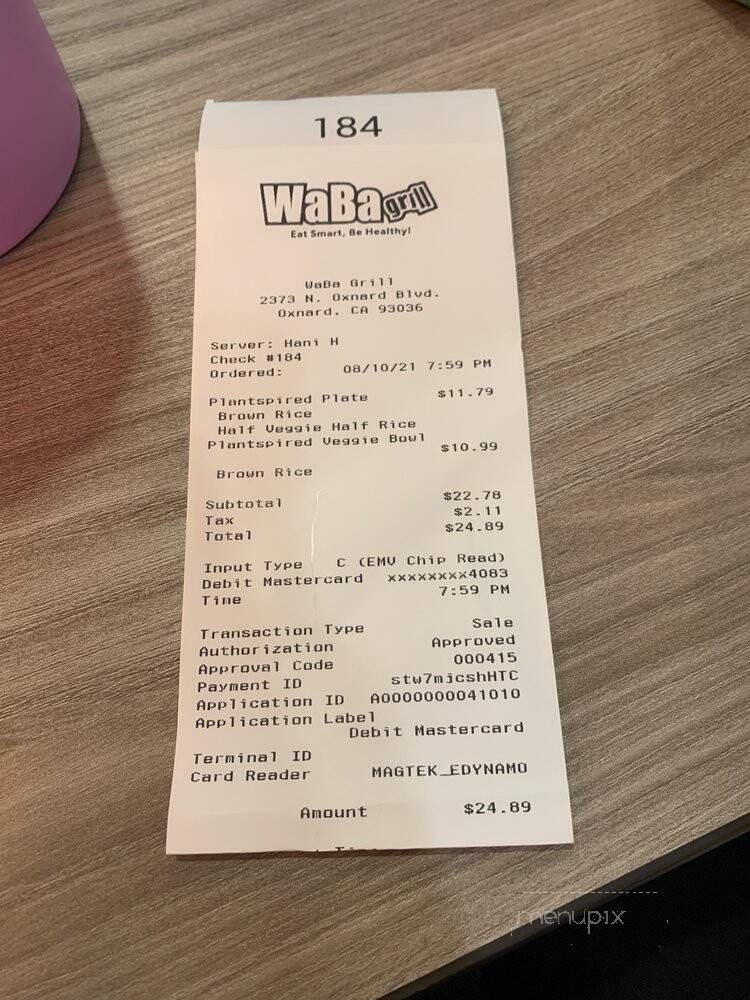 184
WaBa grill
Eat Smart, Be Healthy!
WaBa Grill
2373 N. Oxnard Blvd.
Oxnard. CA 93036
Server: Hani H
Check #184
Ordered: 08/10/21 7:59 PM
Plantspired Plate $11.79
Brown Rice
Half Veggie Half Rice
Plantspired Veggie Bowl
$10.99
Brown Rice
Subtotal $22.78
Tax $2.11
Total $24.89
Input Type C (EMV Chip Read)
Debit Mastercard xxxxxxxx4083
Time 7:59 PM
Transaction Type Sale
Authorization Approved
Approval Code 000415
Payment ID stw7mjcshHTC
Application ID A0000000041010
Application Label
Debit Mastercard
Terminal ID
Card Reader MAGTEK_EDYNAMO
Amount $24.89
menupix